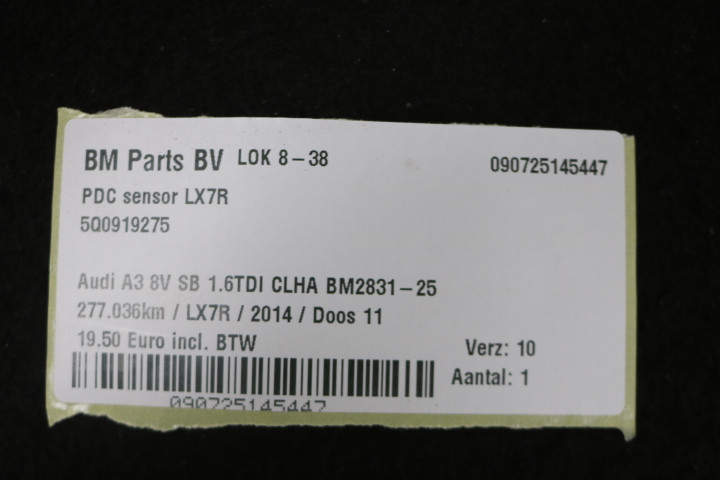 BM Parts BV LOK 8-38 090725145447
PDC sensor LX7R
5Q0919275
Audi A3 8V SB 1.6TDI CLHA BM2831-25
277.036km / LX7R / 2014 / Doos 11
19.50 Euro incl. BTW
Verz: 10
Aantal: 1
090725145447